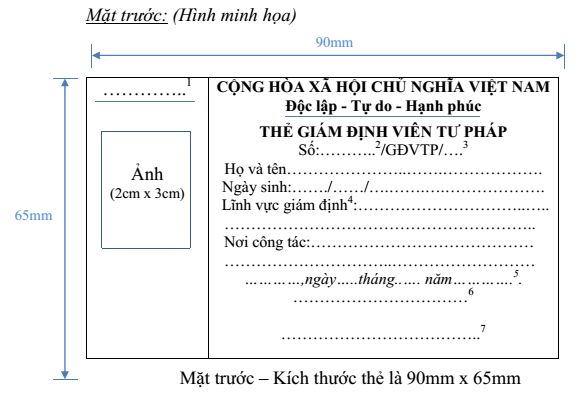 Mặt trước: (Hình minh họa)
90mm
65mm
…………..1
Ảnh
(2cm x 3cm)
CỘNG HÒA XÃ HỘI CHỦ NGHĨA VIỆT NAM
Độc lập - Tự do - Hạnh phúc
THẺ GIÁM ĐỊNH VIÊN TƯ PHÁP
Số:………..2/GĐVTP/….3
Họ và tên…………………..…….……………….
Ngày sinh:……./……/………..…….………………….
Lĩnh vực giám định4:…………………………..…..
……………………………………………………..
Nơi công tác:……………………………………
…………………………..………………………
…………,ngày…..tháng..…. năm………….5.
……………………………6
………………………………..7
Mặt trước – Kích thước thẻ là 90mm x 65mm